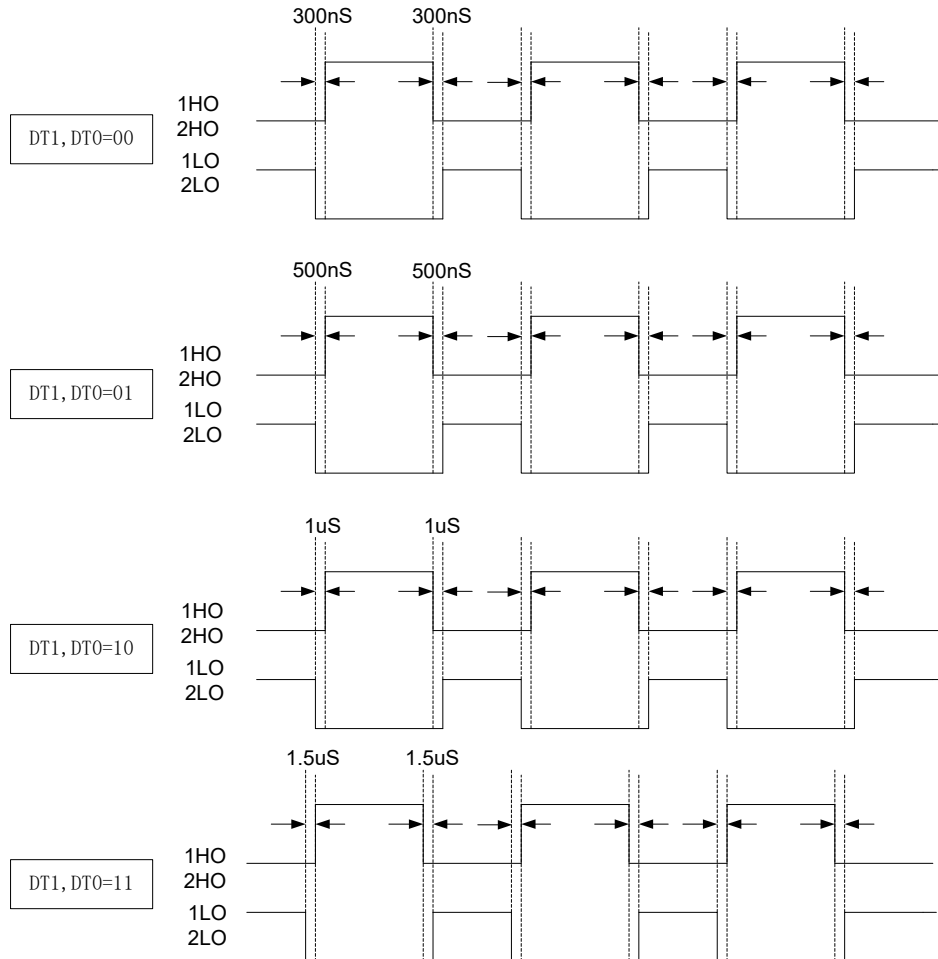 300nS 300nS
1HO
2HO
DT1,DT0=00
1LO
2LO
500nS 500nS
1HO
2HO
DT1,DT0=01
1LO
2LO
1uS 1uS
1HO
2HO
DT1,DT0=10
1LO
2LO
1.5uS 1.5uS
1HO
2HO
DT1,DT0=11
1LO
2LO